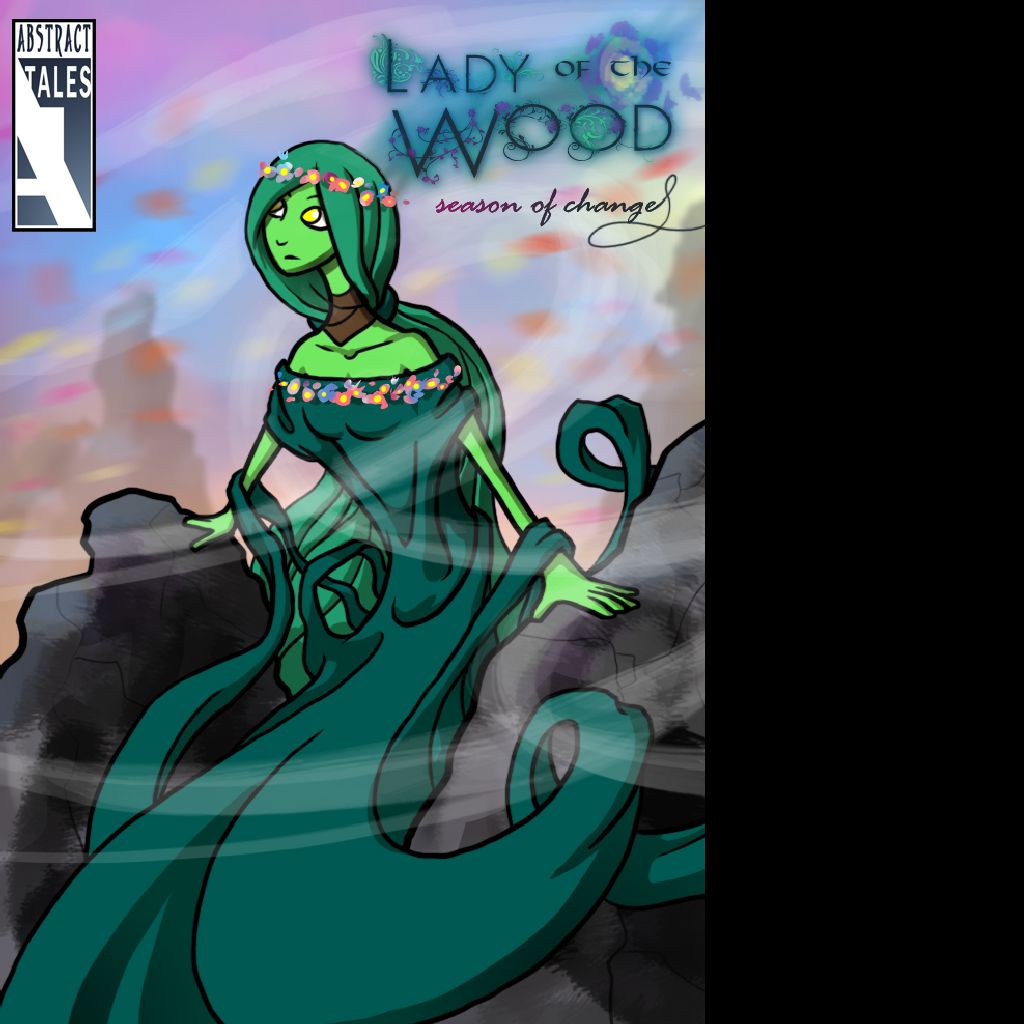 ABSTRACT
TALES
A
LADY OF THE
WOOD
season of change